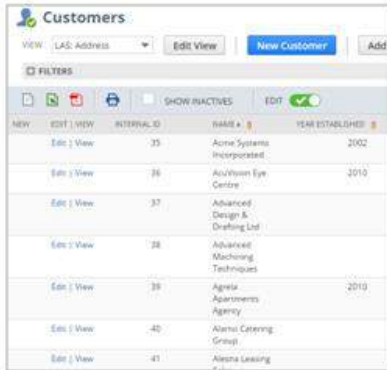 Customers
VIEW LAS: Address Edit View New Customer Add
FILTERS
SHOW INACTIVES EDIT
NEW EDIT | VIEW INTERNAL ID NAME YEAR ESTABLISHED
Edit | View 35 Acme Systems 2002
Incorporated
Edit | View 36 AcuVision Eye 2010
Centre
Edit | View 37 Advanced
Design &
Drafting Ltd
Edit | View 38 Advanced
Machining
Techniques
Edit | View 39 Agreta 2010
Apartments
Agency
Edit | View 40 Alamo Catering
Group
Edit | View 41 Alesna Leasing